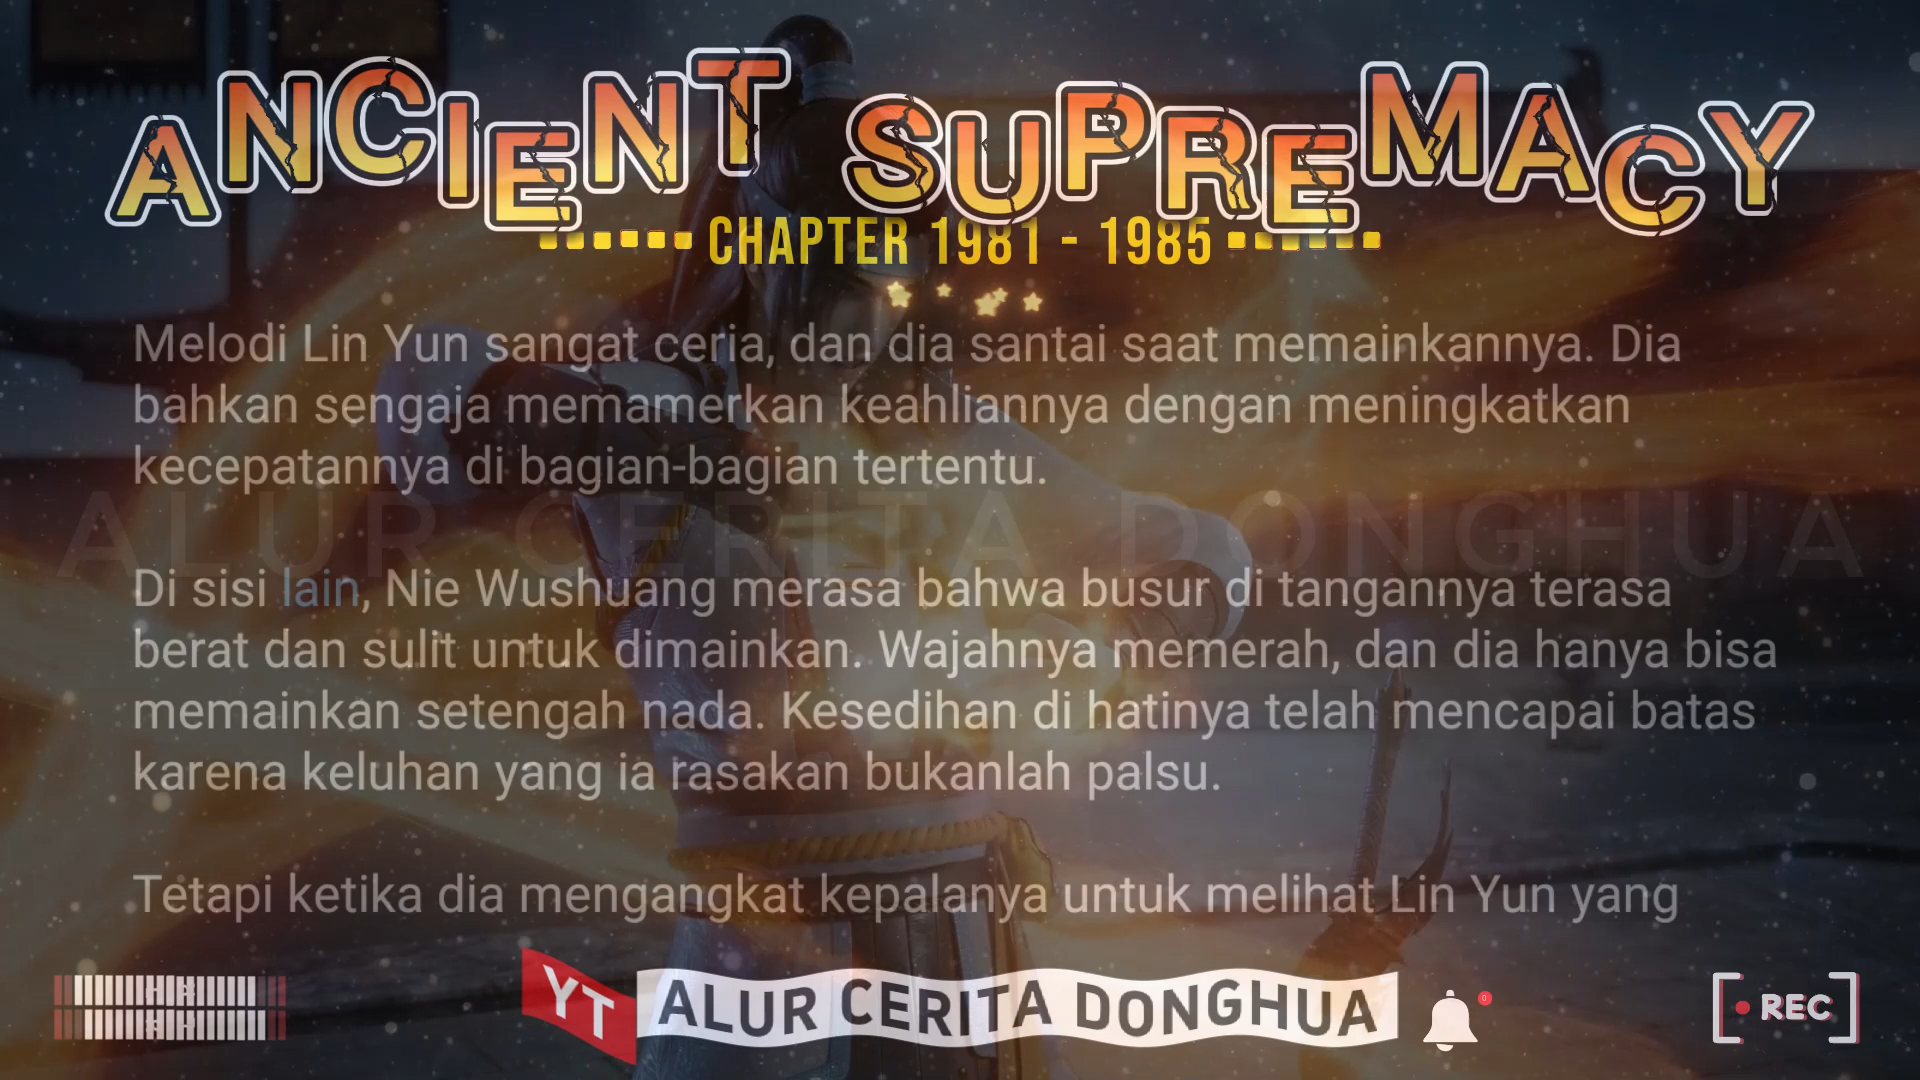 ANCIENT SUPREMACY
CHAPTER 1981 - 1985
Melodi Lin Yun sangat ceria, dan dia santai saat memainkannya. Dia
bahkan sengaja memamerkan keahliannya dengan meningkatkan
kecepatannya di bagian-bagian tertentu.
ALUR CERITA DONGHUA
Di sisi lain, Nie Wushuang merasa bahwa busur di tangannya terasa
berat dan sulit untuk dimainkan. Wajahnya memerah, dan dia hanya bisa
memainkan setengah nada. Kesedihan di hatinya telah mencapai batas
karena keluhan yang ia rasakan bukanlah palsu.
Tetapi ketika dia mengangkat kepalanya untuk melihat Lin Yun yang
YT ALUR CERITA DONGHUA
0
REC